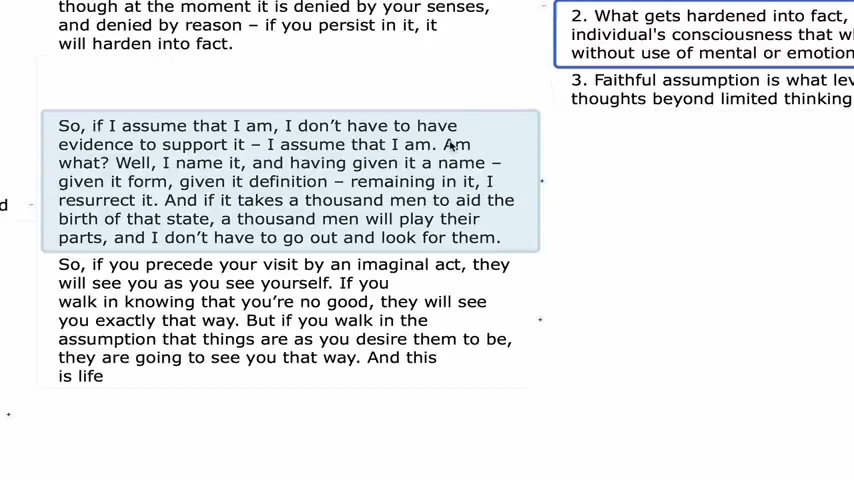 though at the moment it is denied by your senses,
and denied by reason – if you persist in it, it
will harden into fact.
So, if I assume that I am, I don’t have to have
evidence to support it – I assume that I am. Am
what? Well, I name it, and having given it a name –
given it form, given it definition – remaining in it, I
resurrect it. And if it takes a thousand men to aid the
birth of that state, a thousand men will play their
parts, and I don’t have to go out and look for them.
So, if you precede your visit by an imaginal act, they
will see you as you see yourself. If you
walk in knowing that you’re no good, they will see
you exactly that way. But if you walk in the
assumption that things are as you desire them to be,
they are going to see you that way. And this
is life
d
2. What gets hardened into fact,
individual's consciousness that
without use of mental or
3. Faithful assumption is what
thoughts beyond limited thinking